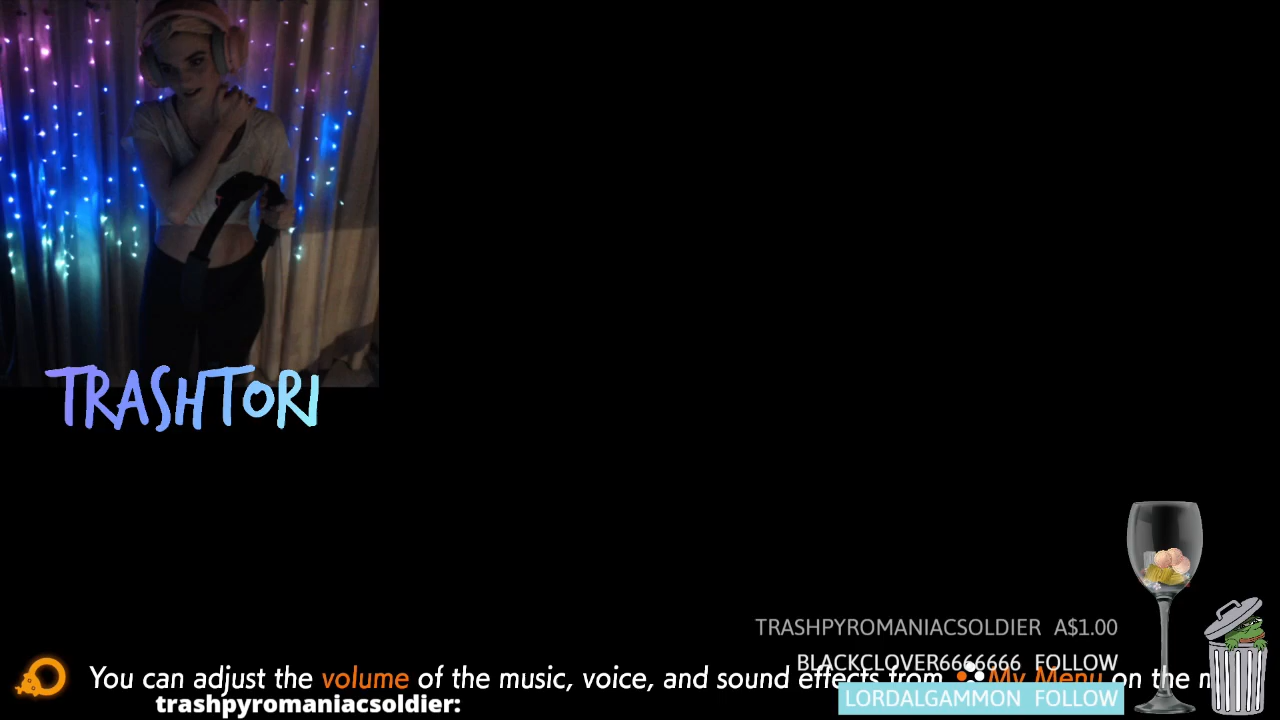 TRASHTORI
TRASHPYROMANIACSOLDIER A$1.00
BLACKCLOVER6666666 FOLLOW
You can adjust the volume of the music, voice, and sound effects from My Menu on the m
LORDALGAMMON FOLLOW
trashpyromaniacsoldier: